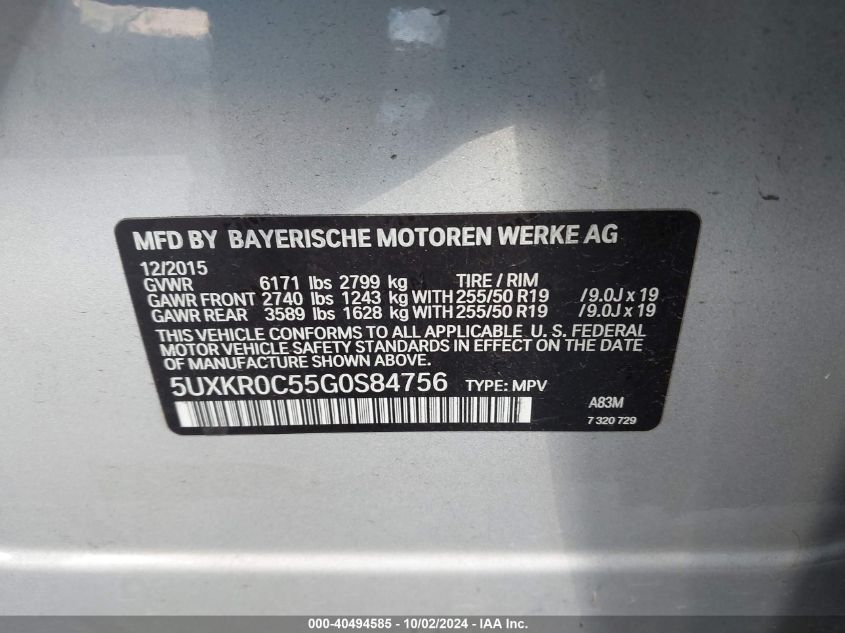 MFD BY BAYERISCHE MOTOREN WERKE AG
12/2015
GVWR 6171 lbs 2799 kg TIRE / RIM
GAWR FRONT 2740 lbs 1243 kg WITH 255/50 R19 /9.0J x 19
GAWR REAR 3589 lbs 1628 kg WITH 255/50 R19 /9.0J x 19
THIS VEHICLE CONFORMS TO ALL APPLICABLE U. S. FEDERAL
MOTOR VEHICLE SAFETY STANDARDS IN EFFECT ON THE DATE
OF MANUFACTURE SHOWN ABOVE.
5UXKR0C55G0S84756 TYPE: MPV
A83M
7 320 729
000-40494585 - 10/02/2024 - IAA Inc.